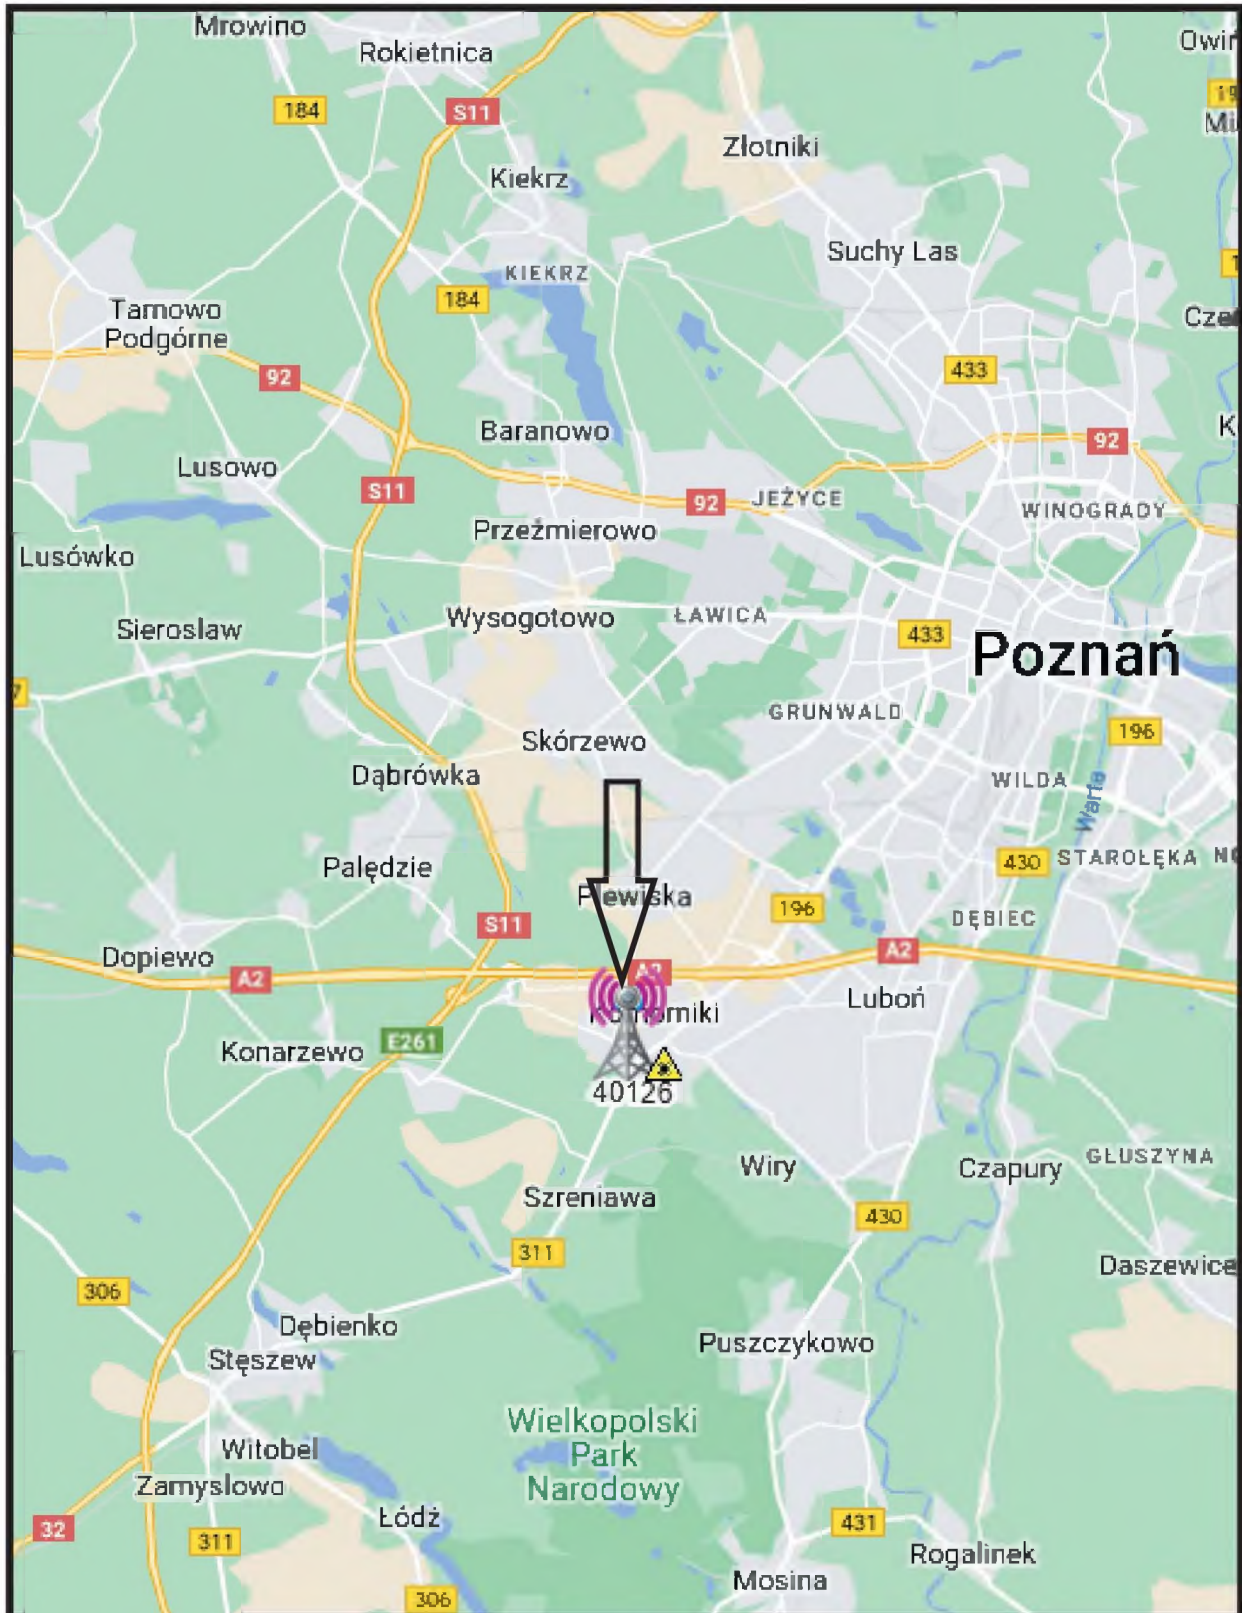 Mrowino
Rokietnica
184
S11
Złotniki
Kiekrz
Suchy Las
KIEKRZ
184
Tarnowo
Podgórne
92
433
Baranowo
92
Lusowo
S11
92
JEŻYCE
WINOGRADY
Przeźmierowo
Lusówko
Wysogotowo
ŁAWICA
Sierosław
433
Poznań
GRUNWALD
196
Skórzewo
Dąbrówka
WILDA
Warta
430
STAROŁĘKA
Palędzie
Plewiska
196
DĘBIEC
S11
A2
Dopiewo
A2
A2
Luboń
E261
Konarzewo
40126
Wiry
Czapury
GŁUSZYNA
Szreniawa
430
311
Daszewice
306
Dębienko
Stęszew
Puszczykowo
Wielkopolski
Park
Narodowy
Witobel
Zamysłowo
Łódź
32
311
431
Rogalinek
306
Mosina